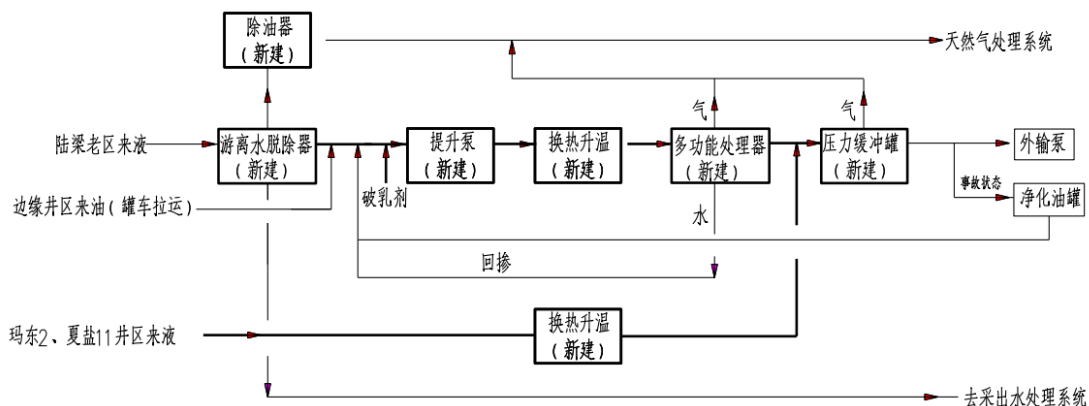 除油器
(新建)
天然气处理系统
气
气
陆梁老区来液
游离水脱除器
(新建)
提升泵
(新建)
换热升温
(新建)
多功能处理器
(新建)
压力缓冲罐
(新建)
外输泵
破乳剂
事故状态
边缘井区来油(罐车拉运)
水
净化油罐
回掺
玛东2、夏盐11井区来液
换热升温
(新建)
去采出水处理系统